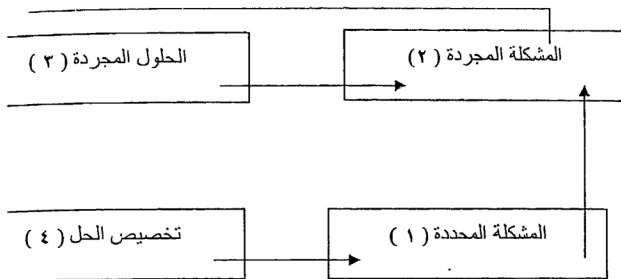 المشكلة المجردة ( ٢ )
الحلول المجردة ( ٣ )
المشكلة المحددة ( ١ )
تخصيص الحل ( ٤ )